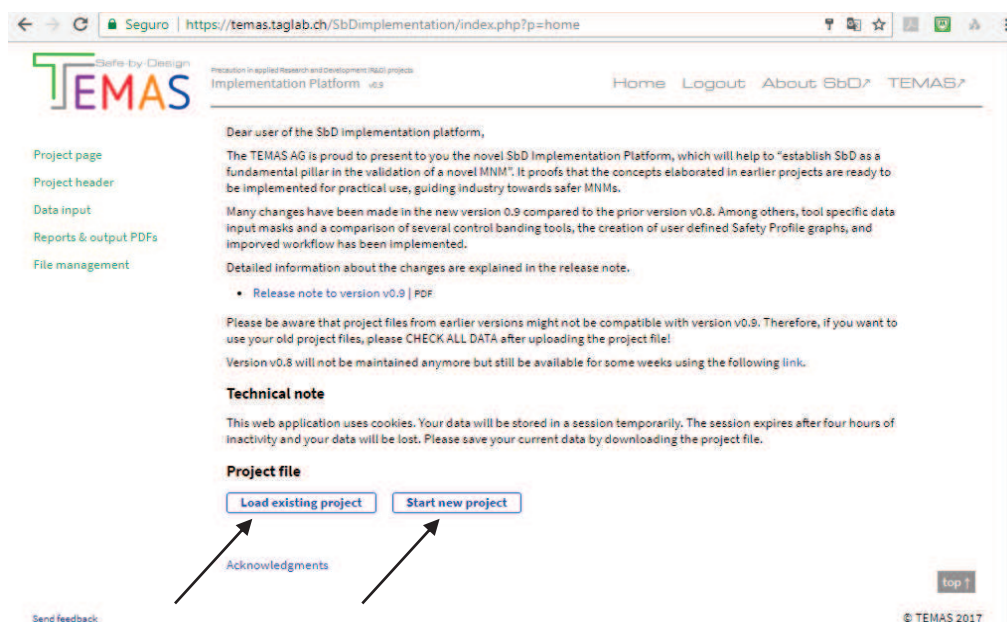 Seguro | https://temas.taglab.ch/SbDimplementation/index.php?p=home
Safe-by-Design
TEMAS
Precaution in applied Research and Development (R&D) projects
Implementation Platform v0.9
Home Logout About SbD↗ TEMAS↗
Project page
Project header
Data input
Reports & output PDFs
File management
Dear user of the SbD implementation platform,
The TEMAS AG is proud to present to you the novel SbD Implementation Platform, which will help to “establish SbD as a
fundamental pillar in the validation of a novel MNM”. It proofs that the concepts elaborated in earlier projects are ready to
be implemented for practical use, guiding industry towards safer MNMs.
Many changes have been made in the new version 0.9 compared to the prior version v0.8. Among others, tool specific data
input masks and a comparison of several control banding tools, the creation of user defined Safety Profile graphs, and
imporved workflow has been implemented.
Detailed information about the changes are explained in the release note.
• Release note to version v0.9 | PDF
Please be aware that project files from earlier versions might not be compatible with version v0.9. Therefore, if you want to
use your old project files, please CHECK ALL DATA after uploading the project file!
Version v0.8 will not be maintained anymore but still be available for some weeks using the following link.
Technical note
This web application uses cookies. Your data will be stored in a session temporarily. The session expires after four hours of
inactivity and your data will be lost. Please save your current data by downloading the project file.
Project file
Load existing project Start new project
Acknowledgments
top ↑
Send feedback
© TEMAS 2017